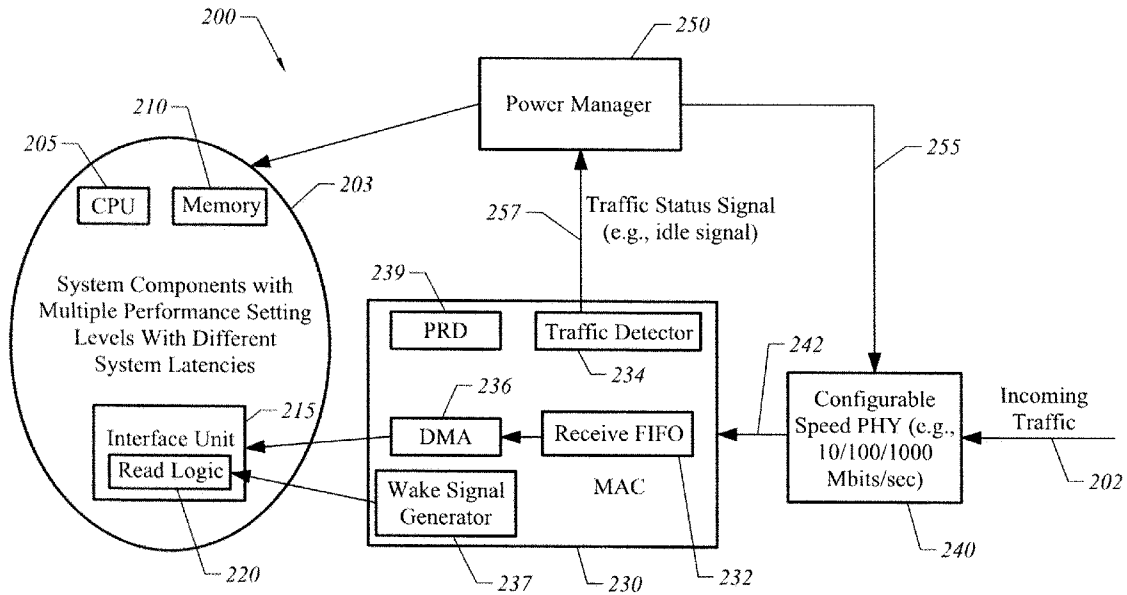 200
250
Power Manager
210
205
203
CPU
Memory
255
257
Traffic Status Signal
(e.g., idle signal)
System Components with
Multiple Performance Setting
Levels With Different
System Latencies
239
PRD
Traffic Detector
234
242
236
215
Interface Unit
Read Logic
DMA
Receive FIFO
Wake Signal
Generator
MAC
Configurable
Speed PHY (e.g.,
10/100/1000
Mbits/sec)
Incoming
Traffic
202
220
237
230
232
240